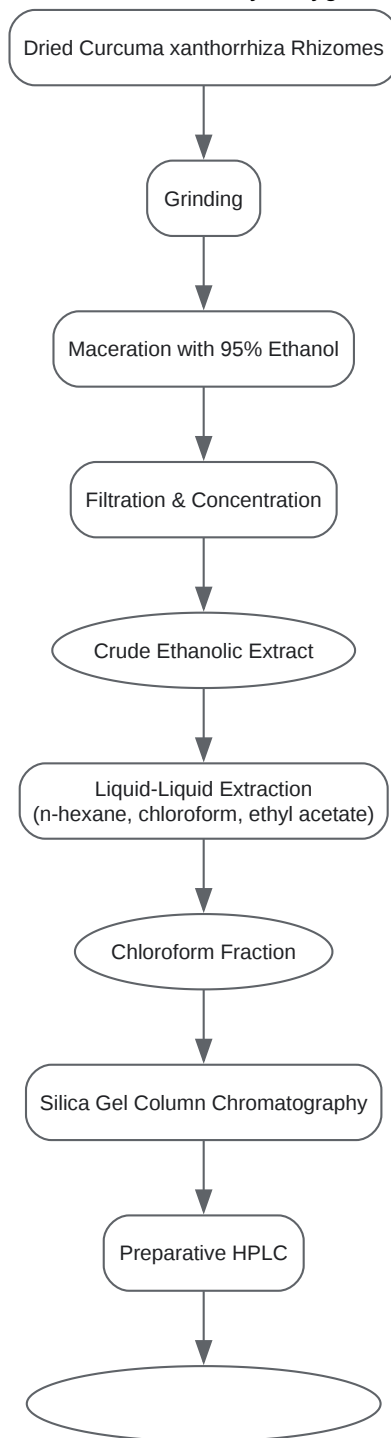 Dried Curcuma xanthorrhiza Rhizomes
Grinding
Maceration with 95% Ethanol
Filtration & Concentration
Crude Ethanolic Extract
Liquid-Liquid Extraction
(n-hexane, chloroform, ethyl acetate)
Chloroform Fraction
Silica Gel Column Chromatography
Preparative HPLC